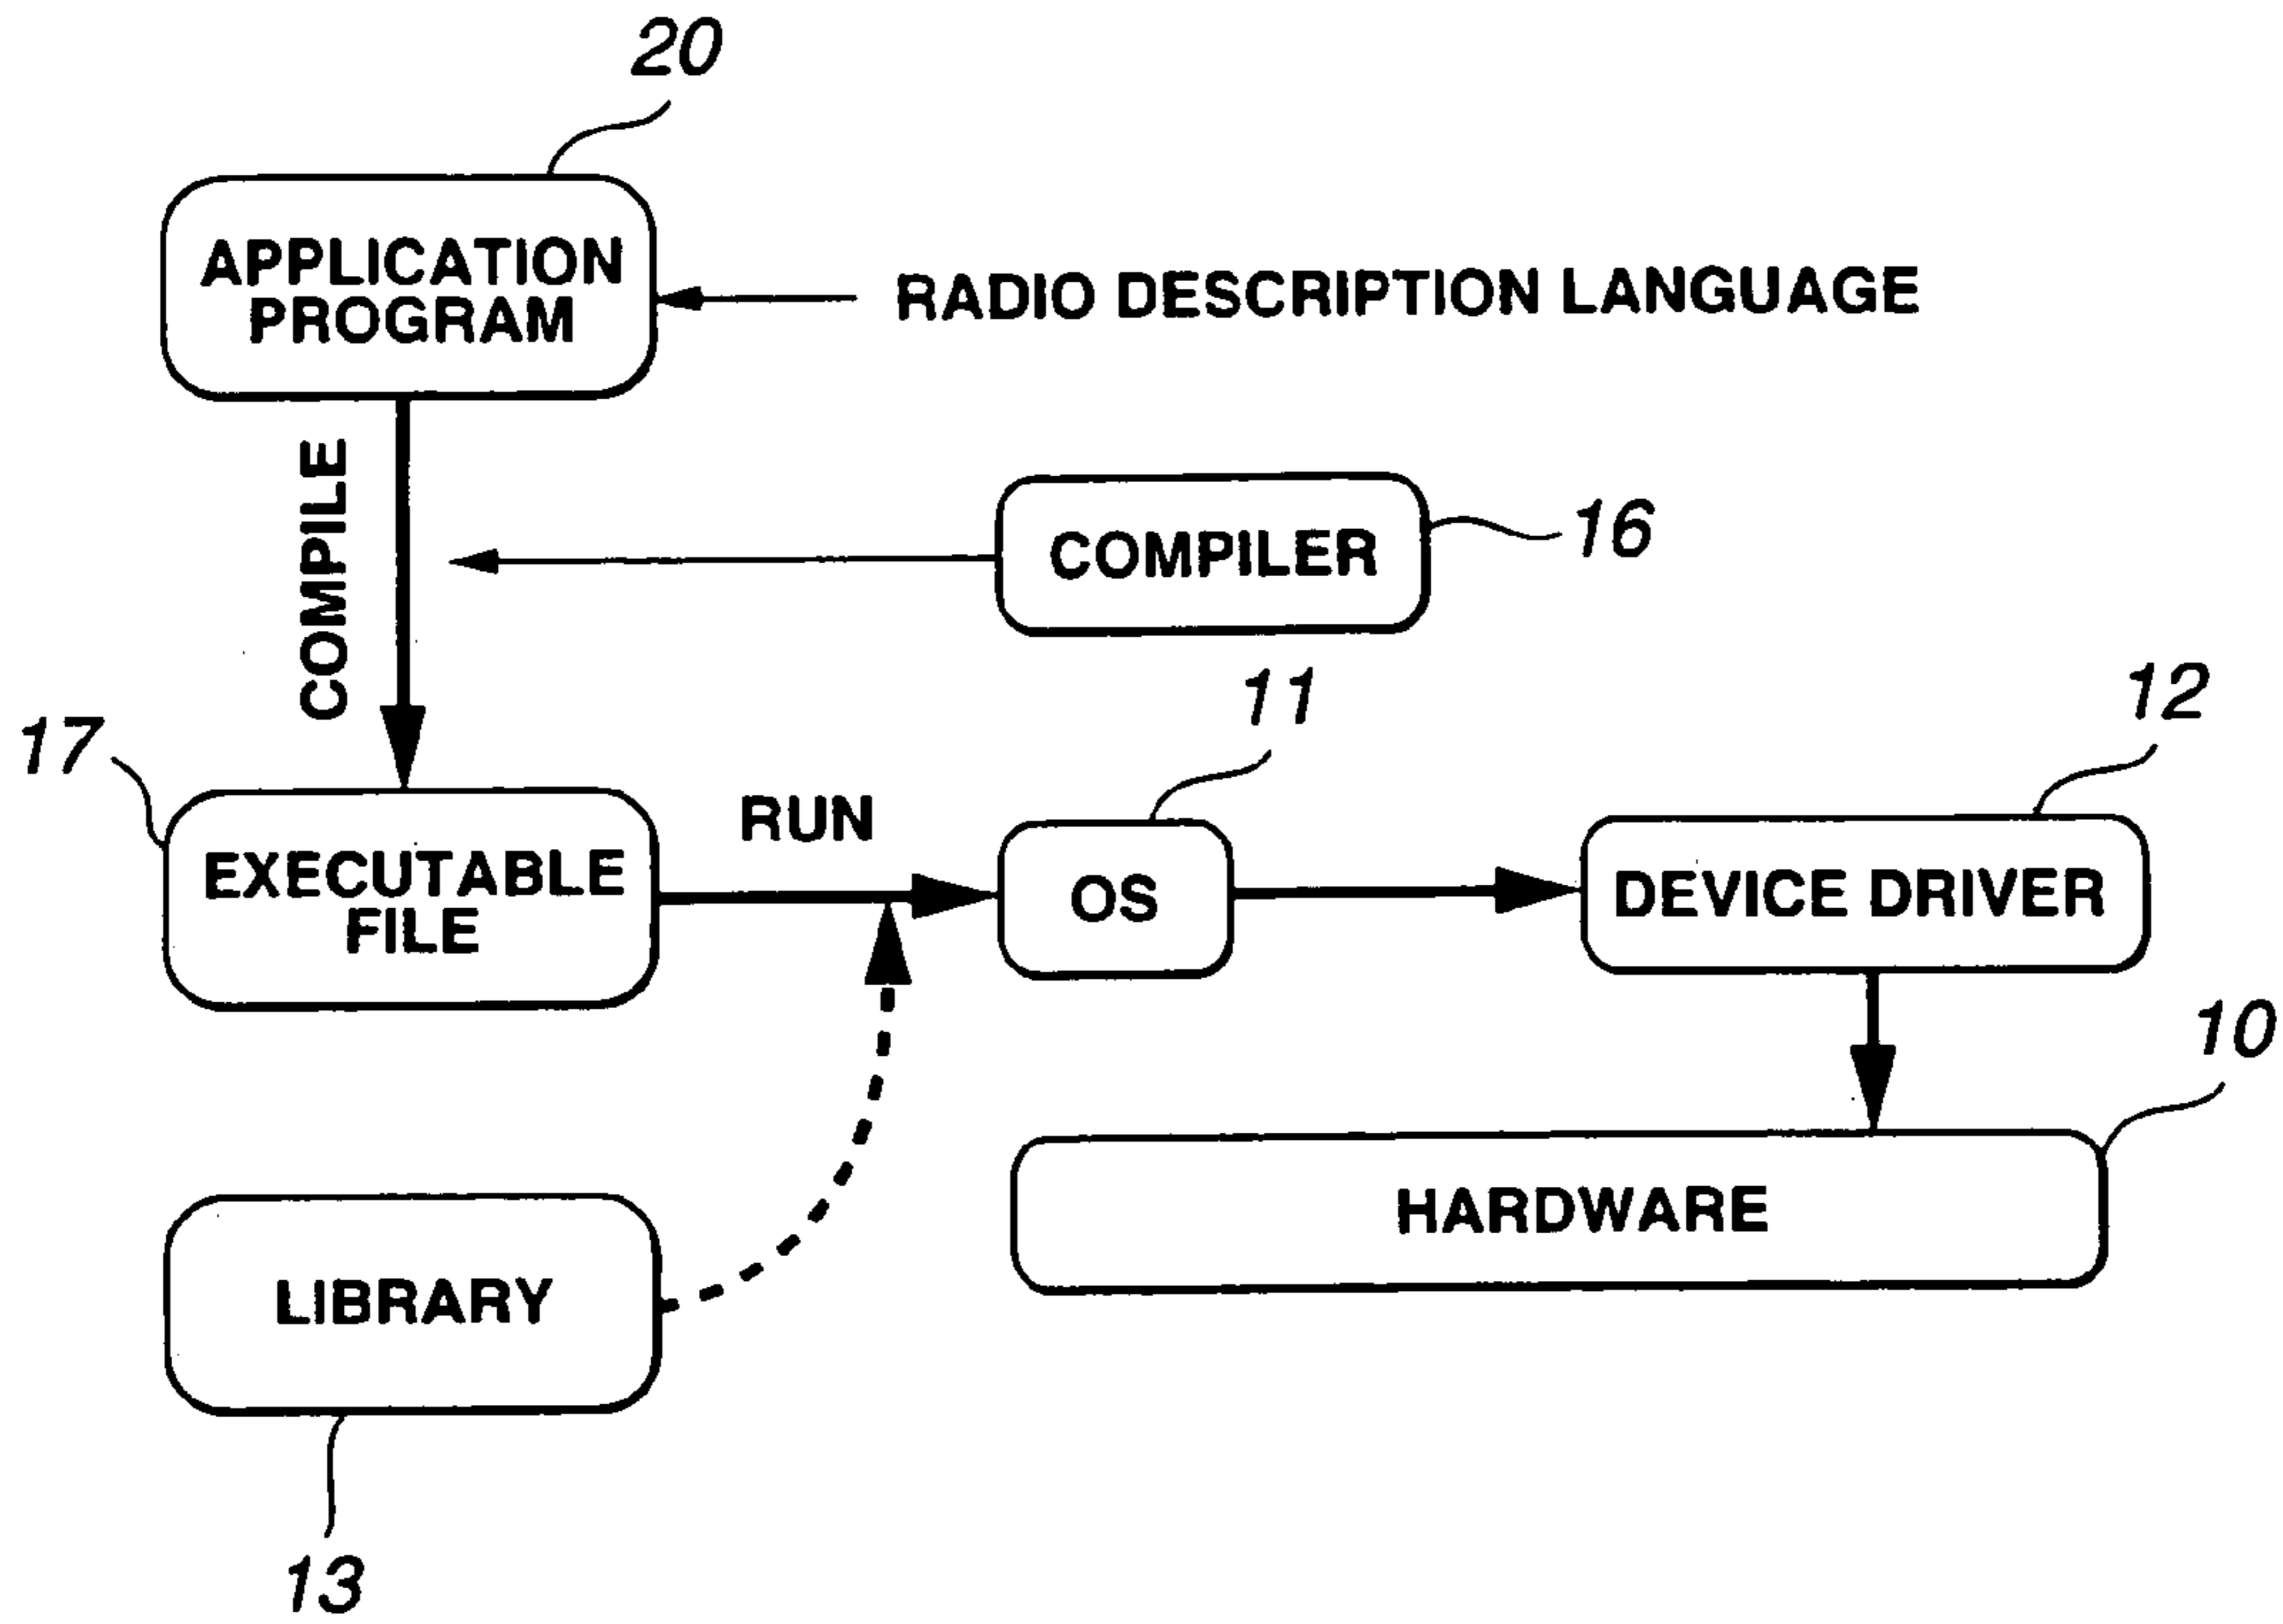 20
APPLICATION
PROGRAM
RADIO DESCRIPTION LANGUAGE
COMPILE
COMPILER
16
11
12
17
RUN
EXECUTABLE
FILE
OS
DEVICE DRIVER
10
HARDWARE
LIBRARY
13